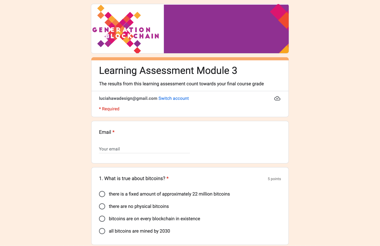 GENERATION
BLOCKCHAIN
Learning Assessment Module 3
The results from this learning assessment count towards your final course grade
luciahawadesign@gmail.com Switch account
* Required
Email *
Your email
1. What is true about bitcoins? *
5 points
there is a fixed amount of approximately 22 million bitcoins
there are no physical bitcoins
bitcoins are on every blockchain in existence
all bitcoins are mined by 2030